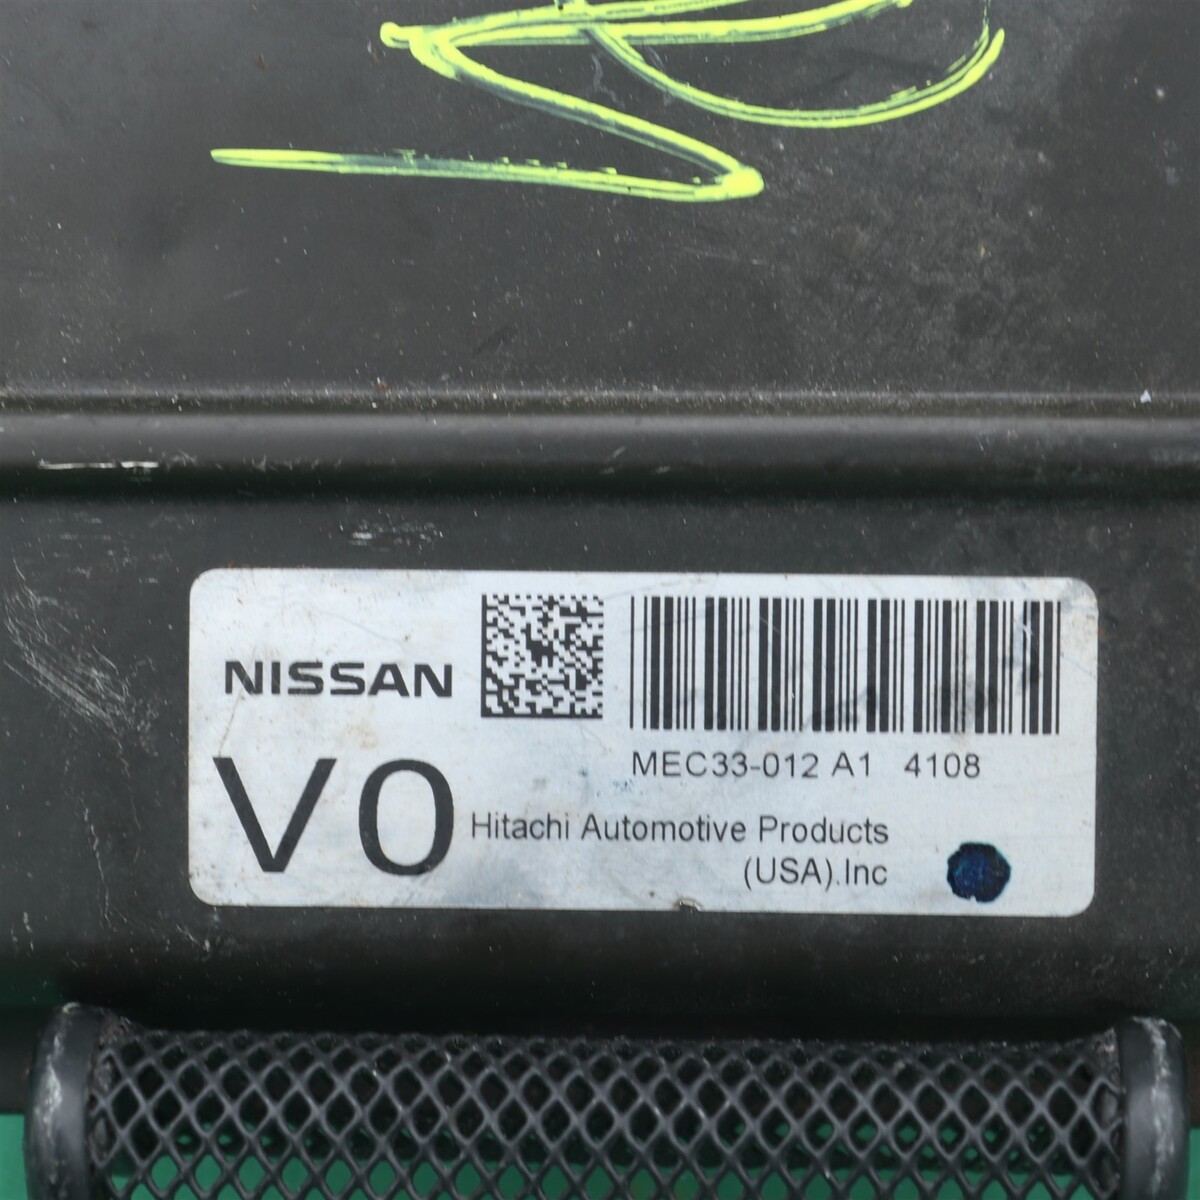 NISSAN
V0
MEC33-012 A1 4108
Hitachi Automotive Products
(USA).Inc